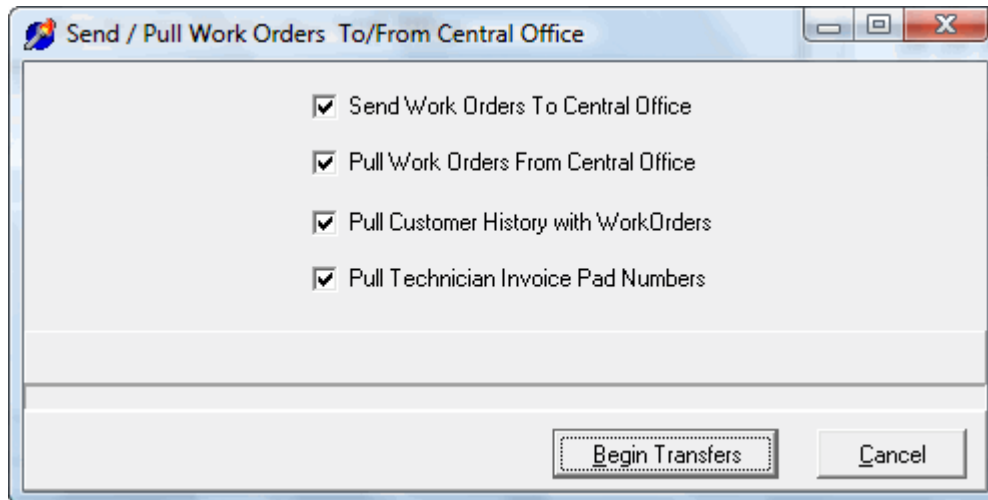 Send / Pull Work Orders  To/From Central Office
Send Work Orders To Central Office
Pull Work Orders From Central Office
Pull Customer History with WorkOrders
Pull Technician Invoice Pad Numbers
Begin Transfers
Cancel